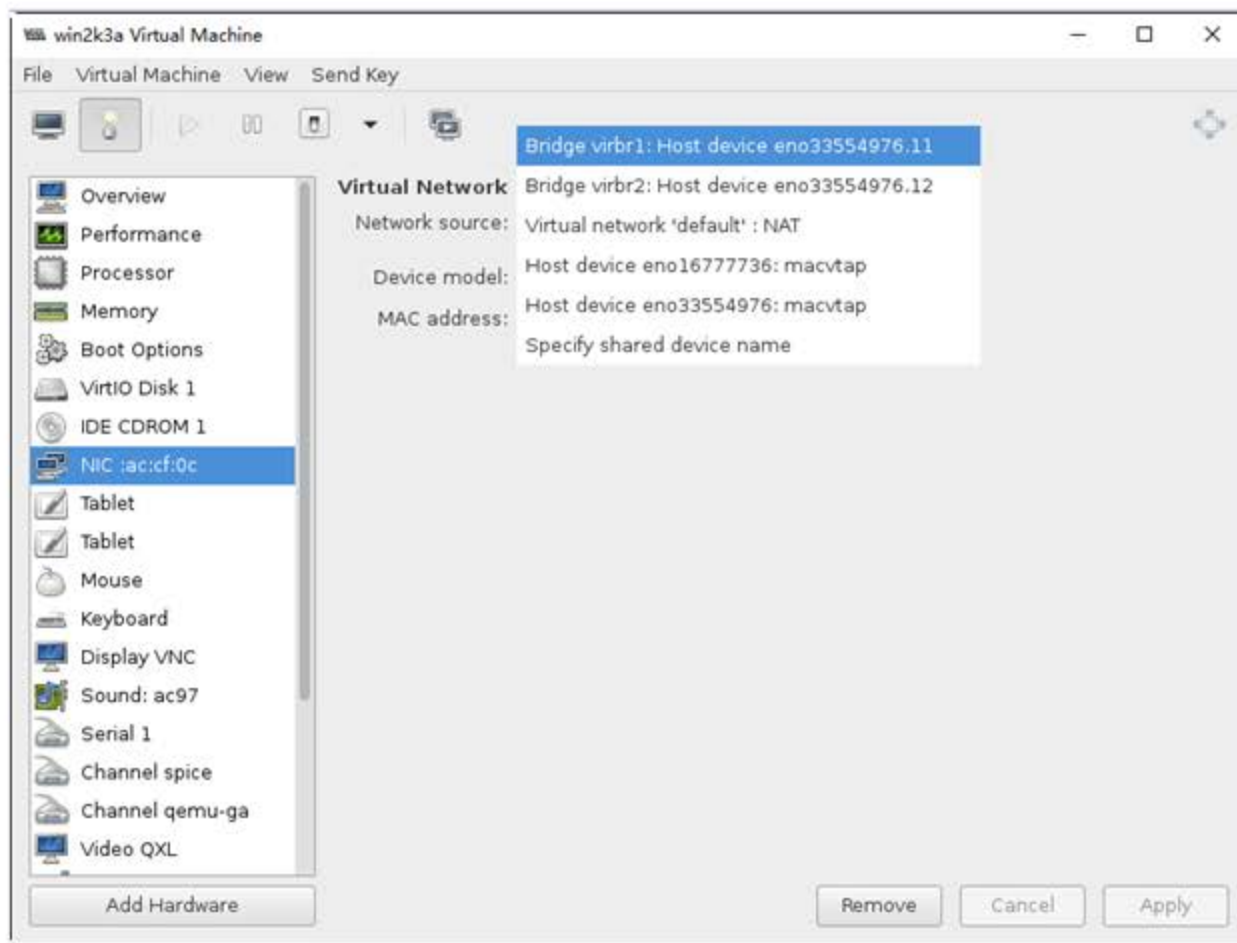 win2k3a Virtual Machine
File Virtual Machine View Send Key
Overview
Performance
Processor
Memory
Boot Options
VirtIO Disk 1
IDE CDROM 1
NIC :ac:cf:0c
Tablet
Tablet
Mouse
Keyboard
Display VNC
Sound: ac97
Serial 1
Channel spice
Channel qemu-ga
Video QXL
Add Hardware
Virtual Network
Network source:
Device model:
MAC address:
Bridge virbr1: Host device eno33554976.11
Bridge virbr2: Host device eno33554976.12
Virtual network 'default' : NAT
Host device eno16777736: macvtap
Host device eno33554976: macvtap
Specify shared device name
Remove Cancel Apply